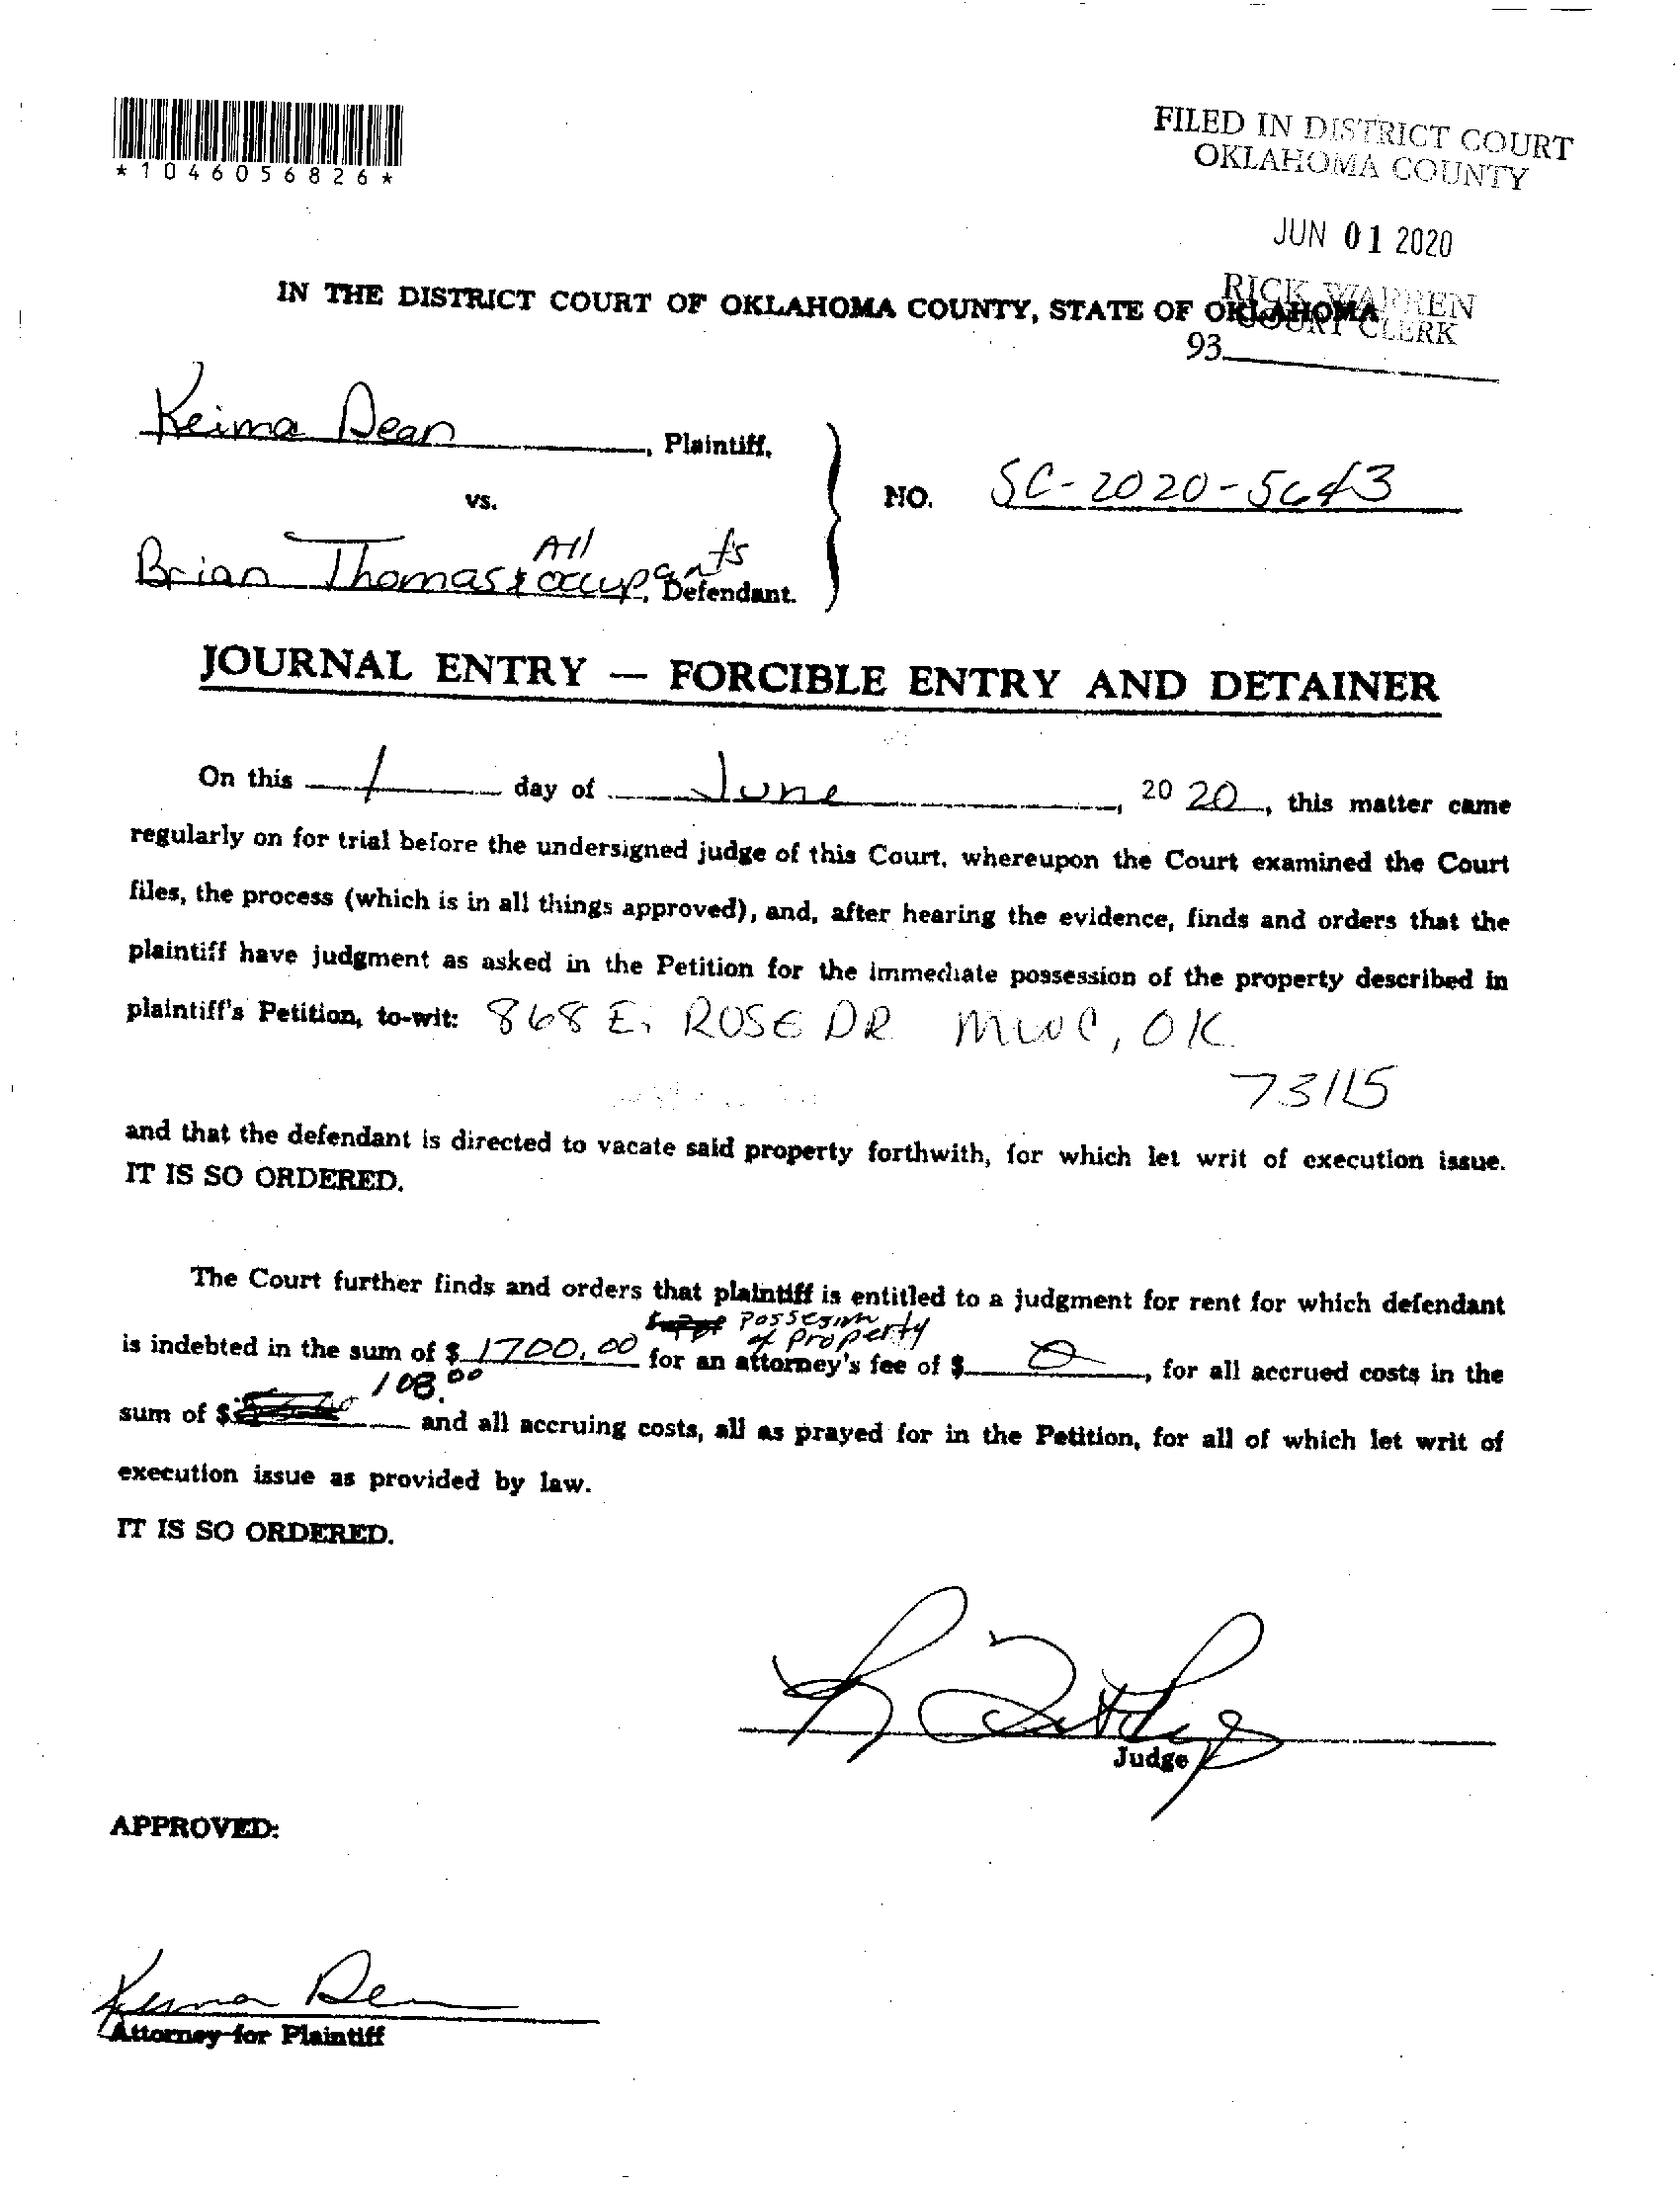 *1046056826*
FILED IN DISTRICT COURT
OKLAHOMA COUNTY
JUN 01 2020
RICK WARREN
COURT CLERK
93
IN THE DISTRICT COURT OF OKLAHOMA COUNTY, STATE OF OKLAHOMA
Keima Dean, Plaintiff,
vs.
NO. SC-2020-5643
Brian Thomas & All occupants, Defendant.
JOURNAL ENTRY — FORCIBLE ENTRY AND DETAINER
On this 1 day of June, 20 20, this matter came
regularly on for trial before the undersigned judge of this Court, whereupon the Court examined the Court
files, the process (which is in all things approved), and, after hearing the evidence, finds and orders that the
plaintiff have judgment as asked in the Petition for the immediate possession of the property described in
plaintiff's Petition, to-wit: 868 E. ROSE DR MWC, OK
73115
and that the defendant is directed to vacate said property forthwith, for which let writ of execution issue.
IT IS SO ORDERED.
The Court further finds and orders that plaintiff is entitled to a judgment for rent for which defendant
Possesion
of Property
is indebted in the sum of $ 1700.00 for an attorney's fee of $ 0, for all accrued costs in the
108.00
sum of $ and all accruing costs, all as prayed for in the Petition, for all of which let writ of
execution issue as provided by law.
IT IS SO ORDERED.
Judge
APPROVED:
Keima De
Attorney for Plaintiff